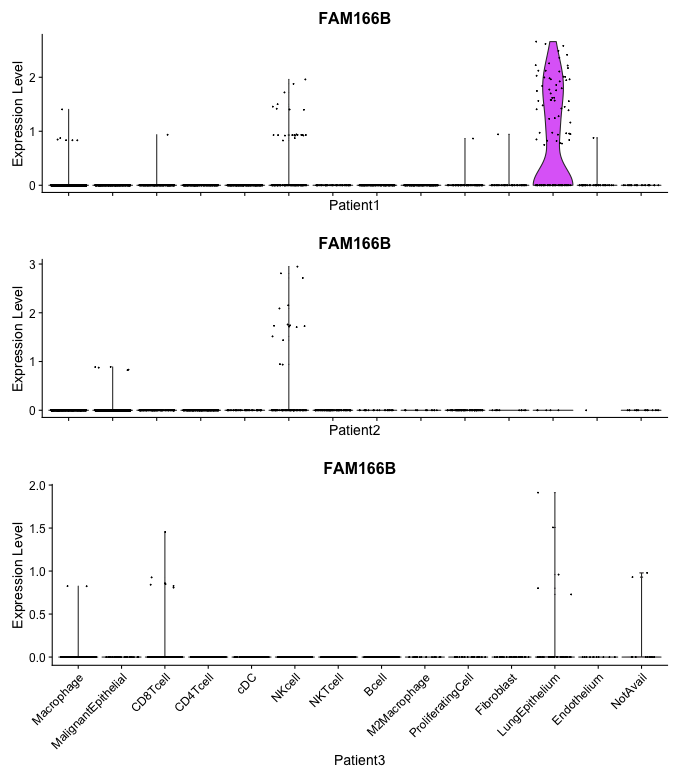 FAM166B
Expression Level
2
1
0
Patient1
FAM166B
Expression Level
3
2
1
0
Patient2
FAM166B
Expression Level
2.0
1.5
1.0
0.5
0.0
Macrophage
MalignantEpithelial
CD8Tcell
CD4Tcell
cDC
NKcell
NKTcell
Bcell
M2Macrophage
ProliferatingCell
Fibroblast
LungEpithelium
Endothelium
NotAvail
Patient3